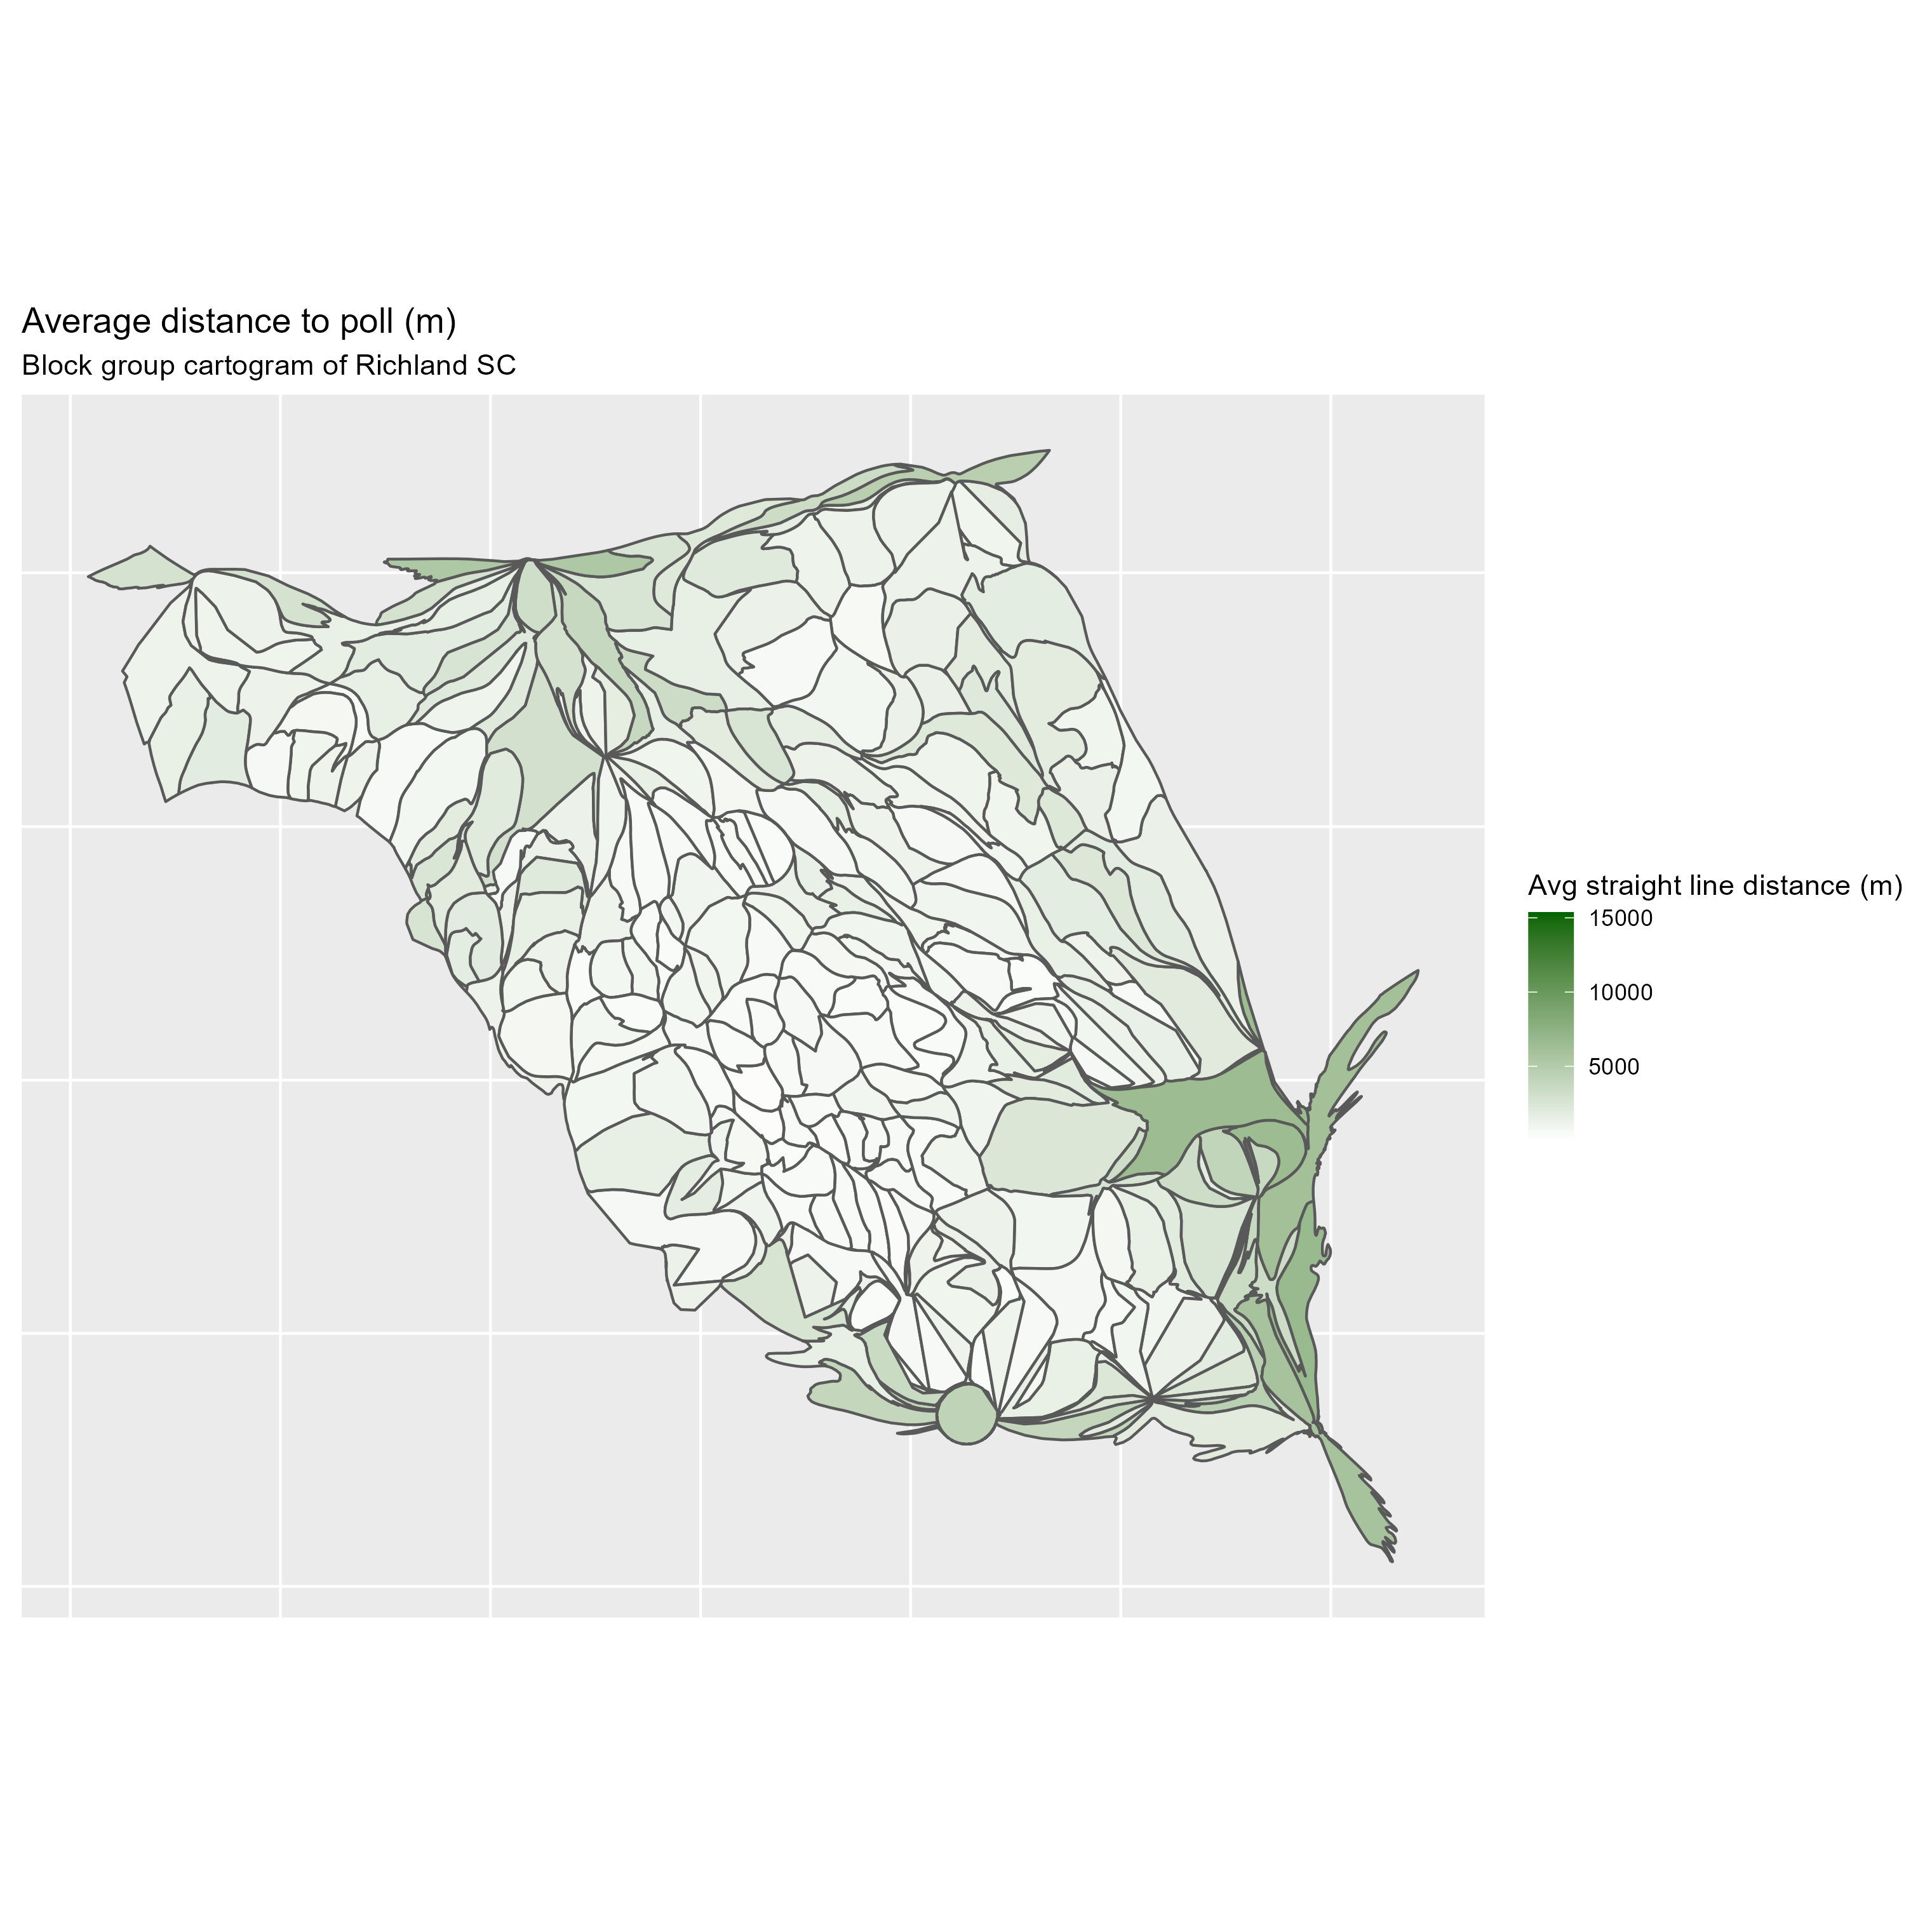 Average distance to poll (m)
Block group cartogram of Richland SC
Avg straight line distance (m)
15000
10000
5000